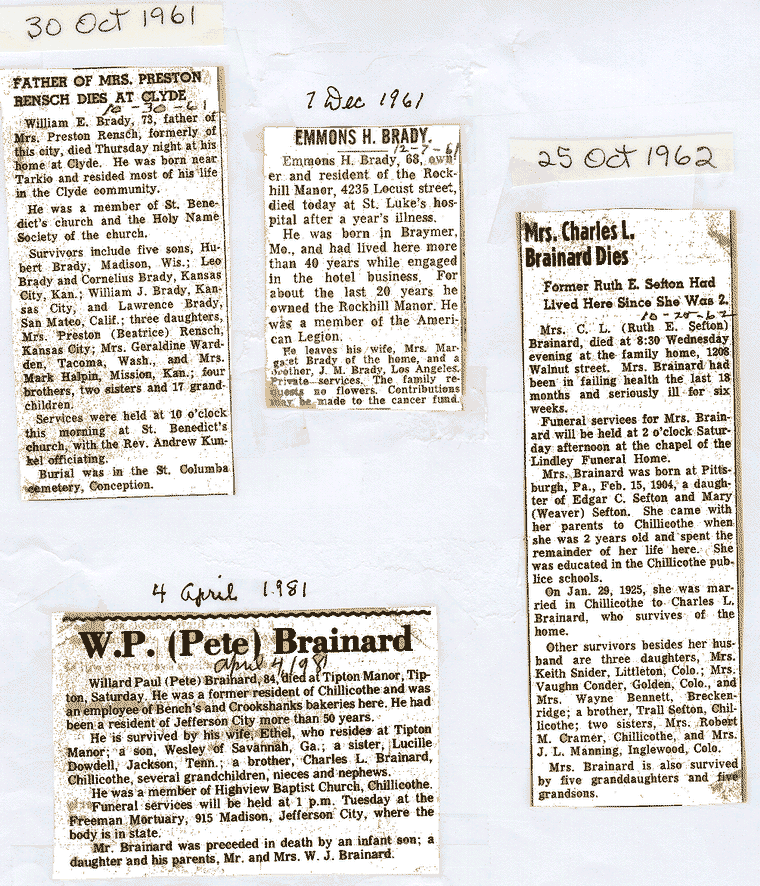 30 Oct 1961
FATHER OF MRS. PRESTON
RENSCH DIES AT CLYDE
10-30-61
William E. Brady, 73, father of
Mrs. Preston Rensch, formerly of
this city, died Thursday night at his
home at Clyde. He was born near
Tarkio and resided most of his life
in the Clyde community.
He was a member of St. Bene-
dict's church and the Holy Name
Society of the church.
Survivors include five sons, Hu-
bert Brady, Madison, Wis.; Leo
Brady and Cornelius Brady, Kansas
City, Kan.; William J. Brady, Kan-
sas City, and Lawrence Brady,
San Mateo, Calif.; three daughters,
Mrs. Preston (Beatrice) Rensch,
Kansas City; Mrs. Geraldine Ward-
den, Tacoma, Wash., and Mrs.
Mark Halpin, Mission, Kan.; four
brothers, two sisters and 17 grand-
children.
Services were held at 10 o'clock
this morning at St. Benedict's
church, with the Rev. Andrew Kun-
kel officiating.
Burial was in the St. Columba
cemetery, Conception.
7 Dec 1961
EMMONS H. BRADY.
12-7-61
Emmons H. Brady, 68, own-
er and resident of the Rock-
hill Manor, 4235 Locust street,
died today at St. Luke's hos-
pital after a year's illness.
He was born in Braymer,
Mo., and had lived here more
than 40 years while engaged
in the hotel business. For
about the last 20 years he
owned the Rockhill Manor. He
was a member of the Ameri-
can Legion.
He leaves his wife, Mrs. Mar-
garet Brady of the home, and a
brother, J. M. Brady, Los Angeles.
Private services. The family re-
quests no flowers. Contributions
may be made to the cancer fund.
25 Oct 1962
Mrs. Charles L.
Brainard Dies
Former Ruth E. Sefton Had
Lived Here Since She Was 2.
10-25-62
Mrs. C. L. (Ruth E. Sefton)
Brainard, died at 8:30 Wednesday
evening at the family home, 1208
Walnut street. Mrs. Brainard had
been in failing health the last 18
months and seriously ill for six
weeks.
Funeral services for Mrs. Brain-
ard will be held at 2 o'clock Satur-
day afternoon at the chapel of the
Lindley Funeral Home.
Mrs. Brainard was born at Pitts-
burgh, Pa., Feb. 15, 1904, a daugh-
ter of Edgar C. Sefton and Mary
(Weaver) Sefton. She came with
her parents to Chillicothe when
she was 2 years old and spent the
remainder of her life here. She
was educated in the Chillicothe pub-
lice schools.
On Jan. 29, 1925, she was mar-
ried in Chillicothe to Charles L.
Brainard, who survives of the
home.
Other survivors besides her hus-
band are three daughters, Mrs.
Keith Snider, Littleton, Colo.; Mrs.
Vaughn Conder, Golden, Colo., and
Mrs. Wayne Bennett, Brecken-
ridge; a brother, Trall Sefton, Chil-
licothe; two sisters, Mrs. Robert
M. Cramer, Chillicothe, and Mrs.
J. L. Manning, Inglewood, Colo.
Mrs. Brainard is also survived
by five granddaughters and five
grandsons.
4 April 1981
W.P. (Pete) Brainard
April 4, 1981
Willard Paul (Pete) Brainard, 84, died at Tipton Manor, Tip-
ton, Saturday. He was a former resident of Chillicothe and was
an employee of Bench's and Crookshanks bakeries here. He had
been a resident of Jefferson City more than 50 years.
He is survived by his wife, Ethel, who resides at Tipton
Manor; a son, Wesley of Savannah, Ga.; a sister, Lucille
Dowdell, Jackson, Tenn.; a brother, Charles L. Brainard,
Chillicothe, several grandchildren, nieces and nephews.
He was a member of Highview Baptist Church, Chillicothe.
Funeral services will be held at 1 p.m. Tuesday at the
Freeman Mortuary, 915 Madison, Jefferson City, where the
body is in state.
Mr. Brainard was preceded in death by an infant son; a
daughter and his parents, Mr. and Mrs. W. J. Brainard.